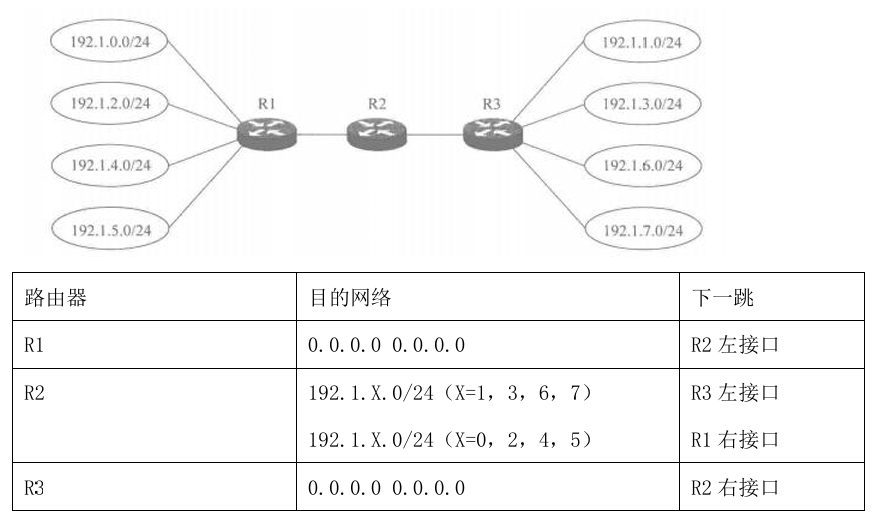 192.1.0.0/24
192.1.1.0/24
192.1.2.0/24
R1
R2
R3
192.1.3.0/24
192.1.4.0/24
192.1.6.0/24
192.1.5.0/24
192.1.7.0/24
路由器 目的网络 下一跳
R1 0.0.0.0 0.0.0.0 R2 左接口
R2 192.1.X.0/24（X=1, 3, 6, 7） R3 左接口
192.1.X.0/24（X=0, 2, 4, 5） R1 右接口
R3 0.0.0.0 0.0.0.0 R2 右接口